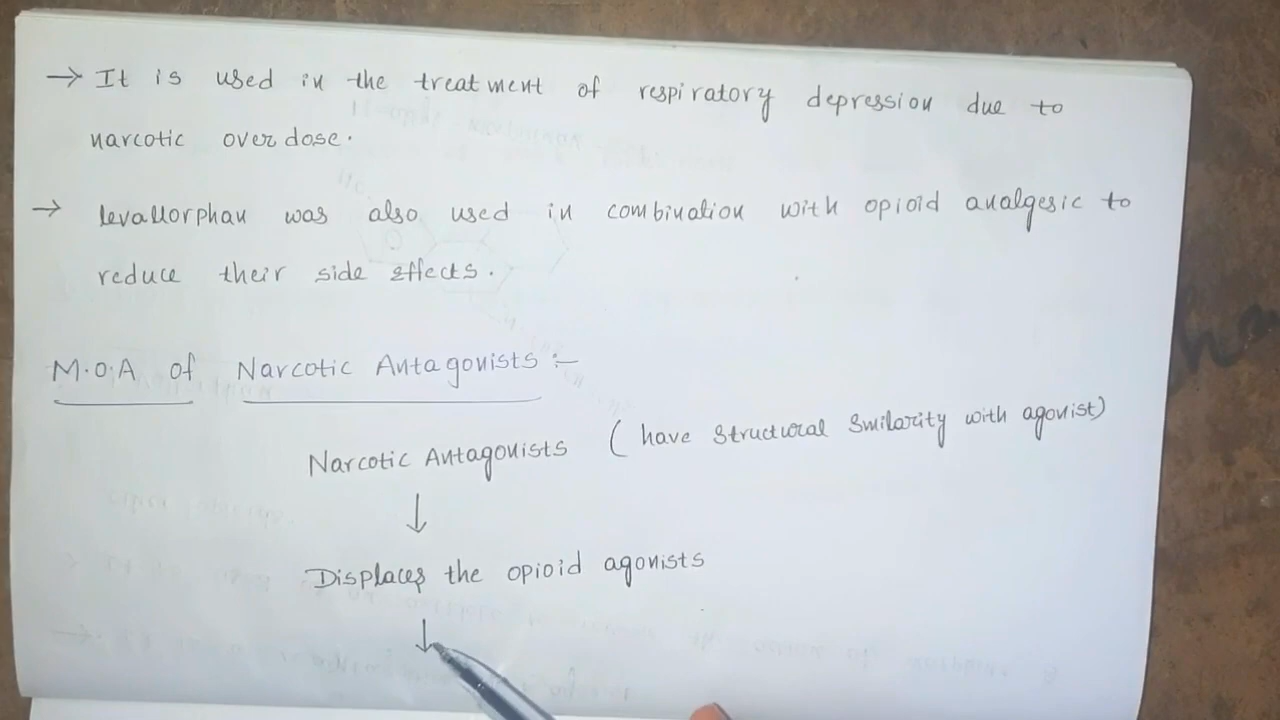 → It is used in the treatment of respiratory depression due to
narcotic overdose.
→ levallorphan was also used in combination with opioid analgesic to
reduce their side effects.
M.O.A of Narcotic Antagonists :-
Narcotic Antagonists (have structural smilarity with agonist)
↓
Displaces the opioid agonists
↓